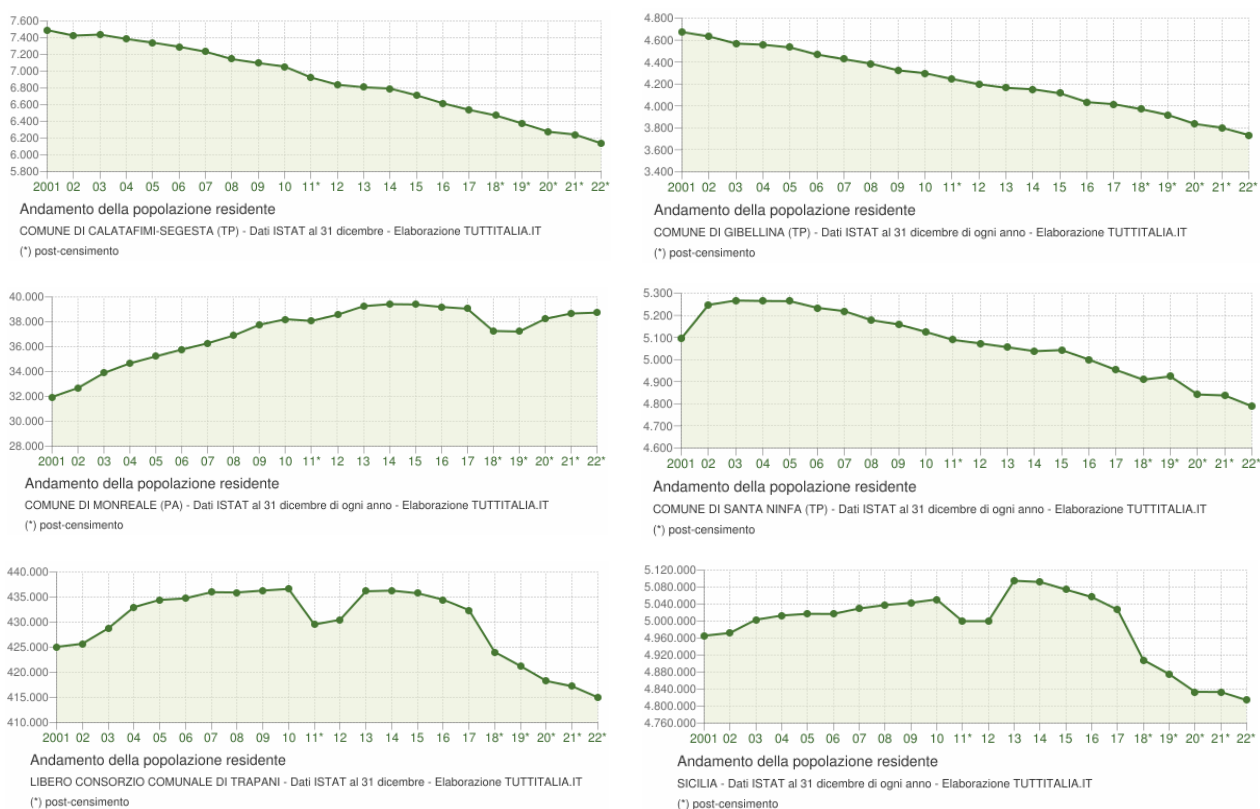 7.600
7.400
7.200
7.000
6.800
6.600
6.400
6.200
6.000
5.800
2001 02 03 04 05 06 07 08 09 10 11* 12 13 14 15 16 17 18* 19* 20* 21* 22*
Andamento della popolazione residente
COMUNE DI CALATAFIMI-SEGESTA (TP) - Dati ISTAT al 31 dicembre - Elaborazione TUTTITALIA.IT
(*) post-censimento
4.800
4.600
4.400
4.200
4.000
3.800
3.600
3.400
2001 02 03 04 05 06 07 08 09 10 11* 12 13 14 15 16 17 18* 19* 20* 21* 22*
Andamento della popolazione residente
COMUNE DI GIBELLINA (TP) - Dati ISTAT al 31 dicembre di ogni anno - Elaborazione TUTTITALIA.IT
(*) post-censimento
40.000
38.000
36.000
34.000
32.000
30.000
28.000
2001 02 03 04 05 06 07 08 09 10 11* 12 13 14 15 16 17 18* 19* 20* 21* 22*
Andamento della popolazione residente
COMUNE DI MONREALE (PA) - Dati ISTAT al 31 dicembre di ogni anno - Elaborazione TUTTITALIA.IT
(*) post-censimento
5.300
5.200
5.100
5.000
4.900
4.800
4.700
4.600
2001 02 03 04 05 06 07 08 09 10 11* 12 13 14 15 16 17 18* 19* 20* 21* 22*
Andamento della popolazione residente
COMUNE DI SANTA NINFA (TP) - Dati ISTAT al 31 dicembre di ogni anno - Elaborazione TUTTITALIA.IT
(*) post-censimento
440.000
435.000
430.000
425.000
420.000
415.000
410.000
2001 02 03 04 05 06 07 08 09 10 11* 12 13 14 15 16 17 18* 19* 20* 21* 22*
Andamento della popolazione residente
LIBERO CONSORZIO COMUNALE DI TRAPANI - Dati ISTAT al 31 dicembre - Elaborazione TUTTITALIA.IT
(*) post-censimento
5.120.000
5.080.000
5.040.000
5.000.000
4.960.000
4.920.000
4.880.000
4.840.000
4.800.000
4.760.000
2001 02 03 04 05 06 07 08 09 10 11* 12 13 14 15 16 17 18* 19* 20* 21* 22*
Andamento della popolazione residente
SICILIA - Dati ISTAT al 31 dicembre di ogni anno - Elaborazione TUTTITALIA.IT
(*) post-censimento